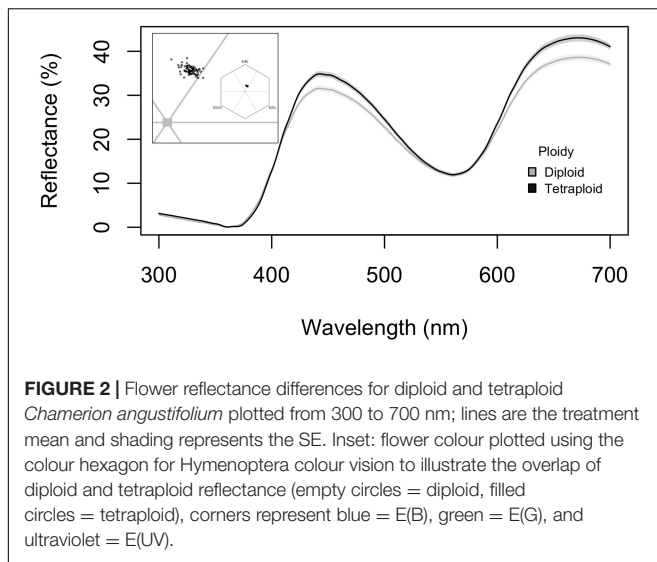 Reflectance (%)
40
30
20
10
0
E(B)
E(UV)
E(G)
Ploidy
Diploid
Tetraploid
300
400
500
600
700
Wavelength (nm)
FIGURE 2 | Flower reflectance differences for diploid and tetraploid
Chamerion angustifolium plotted from 300 to 700 nm; lines are the treatment
mean and shading represents the SE. Inset: flower colour plotted using the
colour hexagon for Hymenoptera colour vision to illustrate the overlap of
diploid and tetraploid reflectance (empty circles = diploid, filled
circles = tetraploid), corners represent blue = E(B), green = E(G), and
ultraviolet = E(UV).